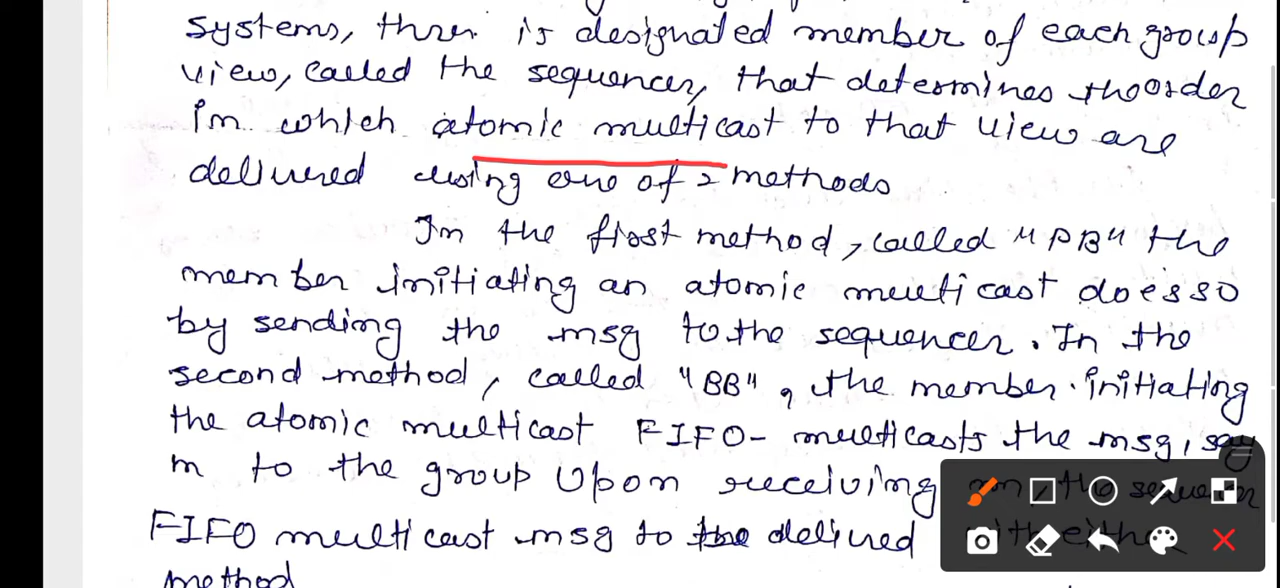 systems, there is designated member of each group
view, called the sequencer, that determines the order
in which atomic multicast to that view are
delivered using one of 2 methods
In the first method, called "PB" the
member initiating an atomic multicast does so
by sending the msg to the sequencer. In the
second method, called "BB", the member initiating
the atomic multicast FIFO- multicasts the msg, say
m to the group Upon receiving the
FIFO multicast msg to the delivered
method